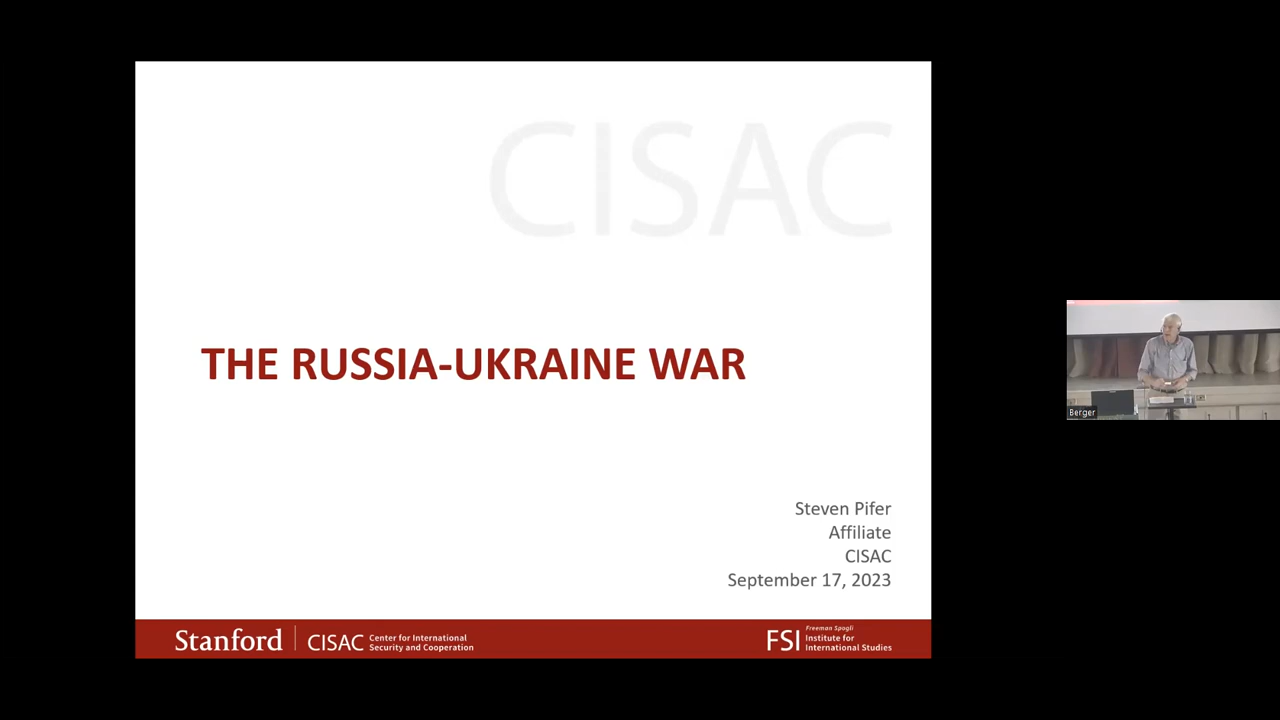 CISAC
THE RUSSIA-UKRAINE WAR
Steven Pifer
Affiliate
CISAC
September 17, 2023
Stanford
CISAC
Center for International
Security and Cooperation
FSI
Freeman Spogli
Institute for
International Studies
Berger